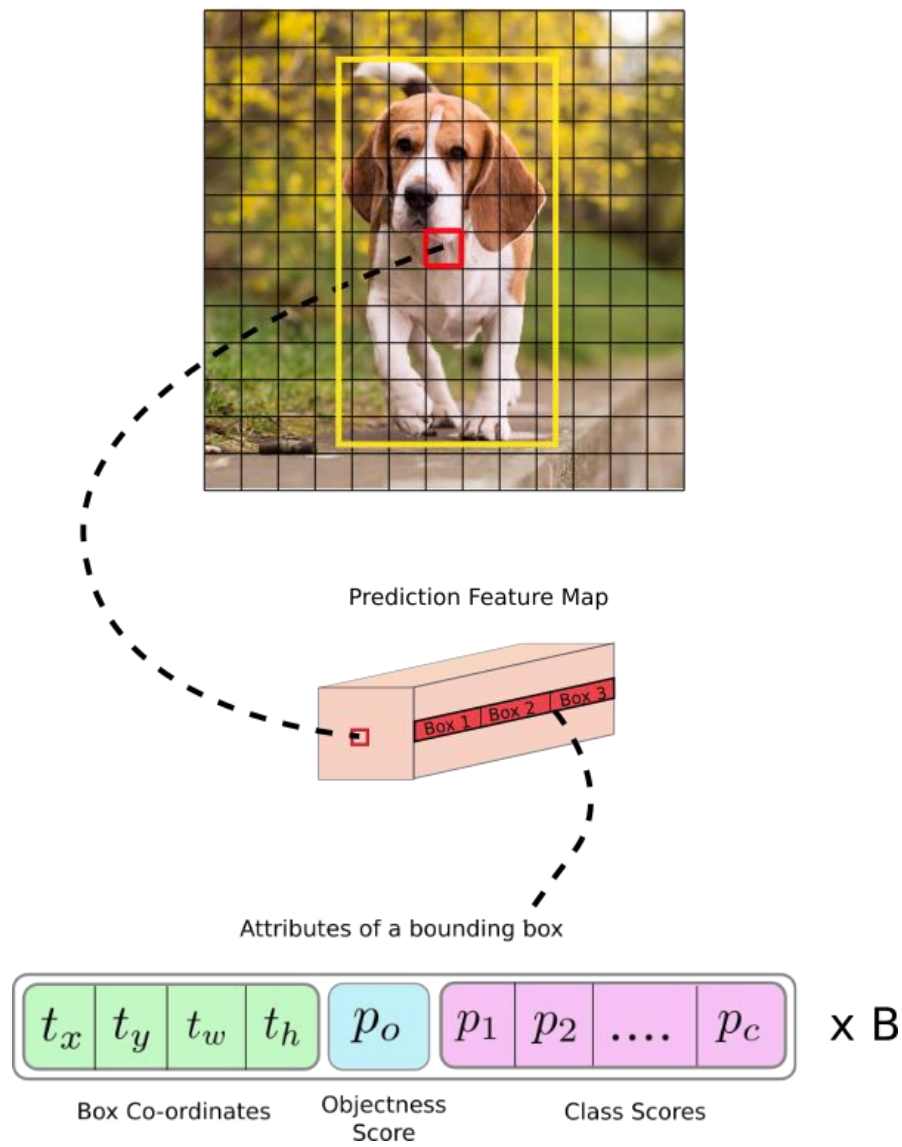 Prediction Feature Map
Box 1 Box 2 Box 3
Attributes of a bounding box
t_x t_y t_w t_h p_o p_1 p_2 .... p_c x B
Box Co-ordinates Objectness Score Class Scores